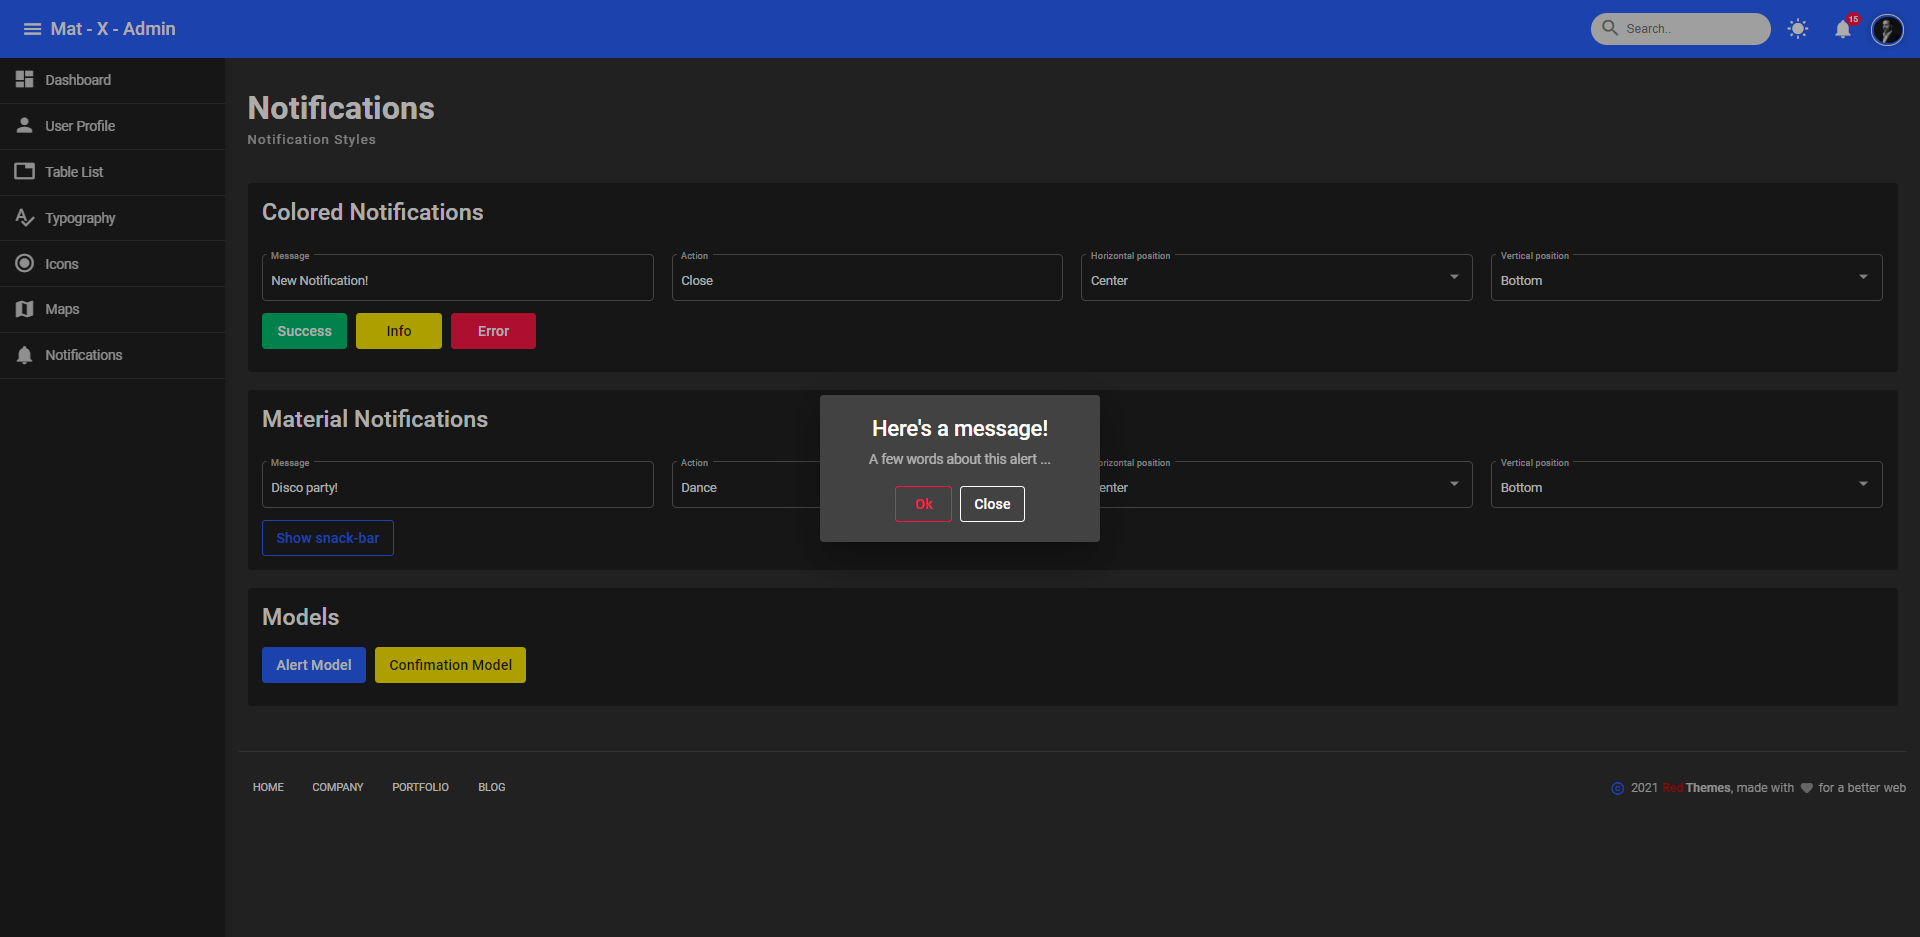 Mat - X - Admin
Search..
15
Dashboard
User Profile
Table List
Typography
Icons
Maps
Notifications
Notifications
Notification Styles
Colored Notifications
Message
New Notification!
Action
Close
Horizontal position
Center
Vertical position
Bottom
Success
Info
Error
Material Notifications
Message
Disco party!
Action
Dance
orizontal position
enter
Vertical position
Bottom
Show snack-bar
Here's a message!
A few words about this alert ...
Ok
Close
Models
Alert Model
Confimation Model
HOME COMPANY PORTFOLIO BLOG
© 2021 Red Themes, made with for a better web